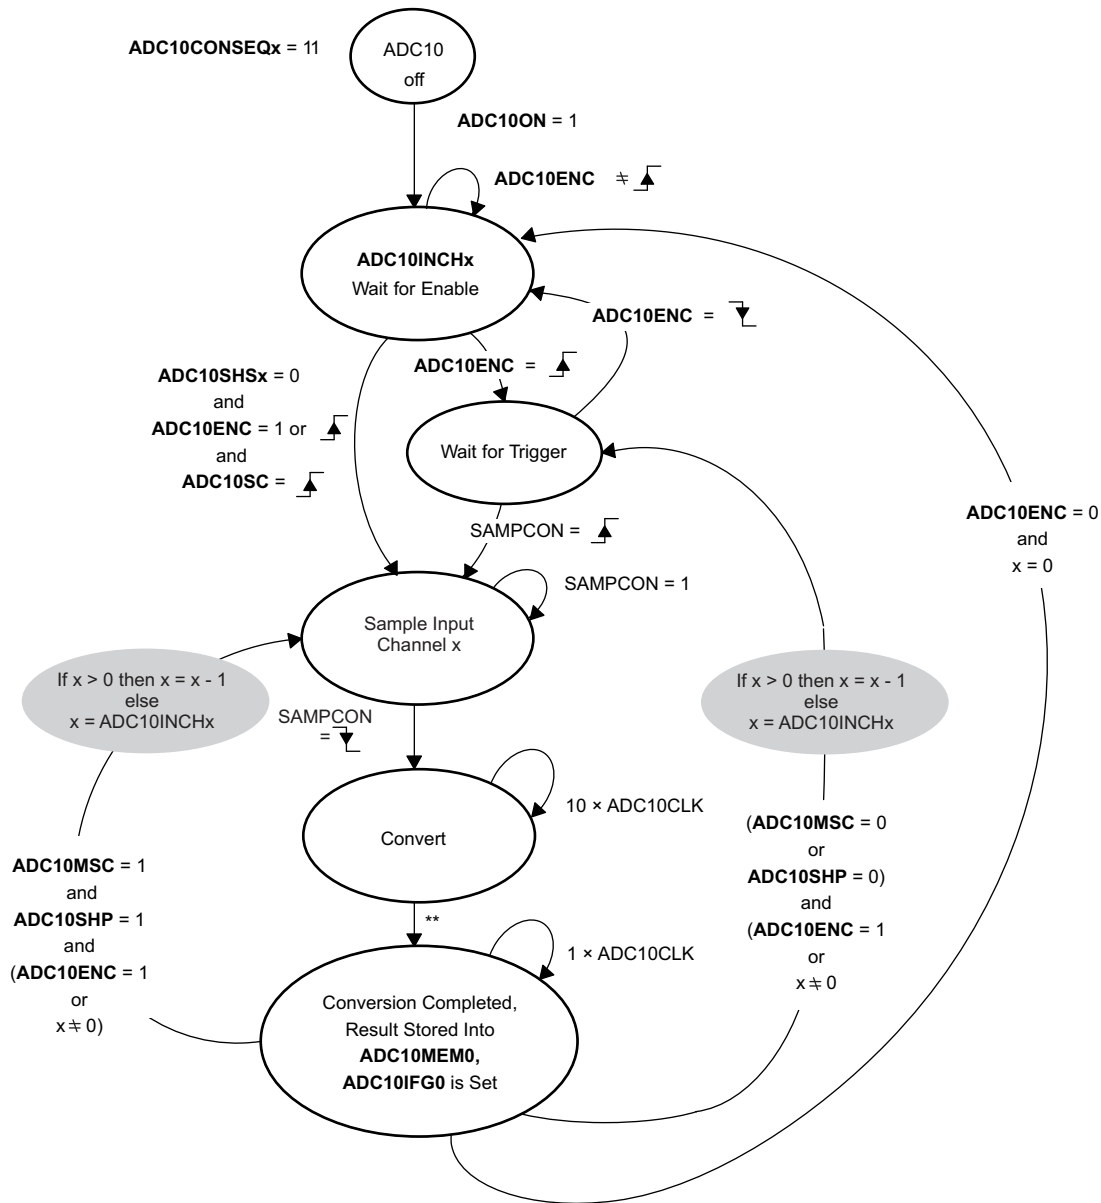 ADC10CONSEQx = 11
ADC10
off
ADC10ON = 1
ADC10ENC ≠
ADC10INCHx
Wait for Enable
ADC10ENC =
ADC10ENC =
ADC10SHSx = 0
and
ADC10ENC = 1 or
and
ADC10SC =
Wait for Trigger
SAMPCON =
ADC10ENC = 0
and
x = 0
SAMPCON = 1
Sample Input
Channel x
If x > 0 then x = x - 1
else
x = ADC10INCHx
If x > 0 then x = x - 1
else
x = ADC10INCHx
SAMPCON
=
10 × ADC10CLK
Convert
ADC10MSC = 1
and
ADC10SHP = 1
and
(ADC10ENC = 1
or
x ≠ 0)
(ADC10MSC = 0
or
ADC10SHP = 0)
and
(ADC10ENC = 1
or
x ≠ 0
**
1 × ADC10CLK
Conversion Completed,
Result Stored Into
ADC10MEM0,
ADC10IFG0 is Set